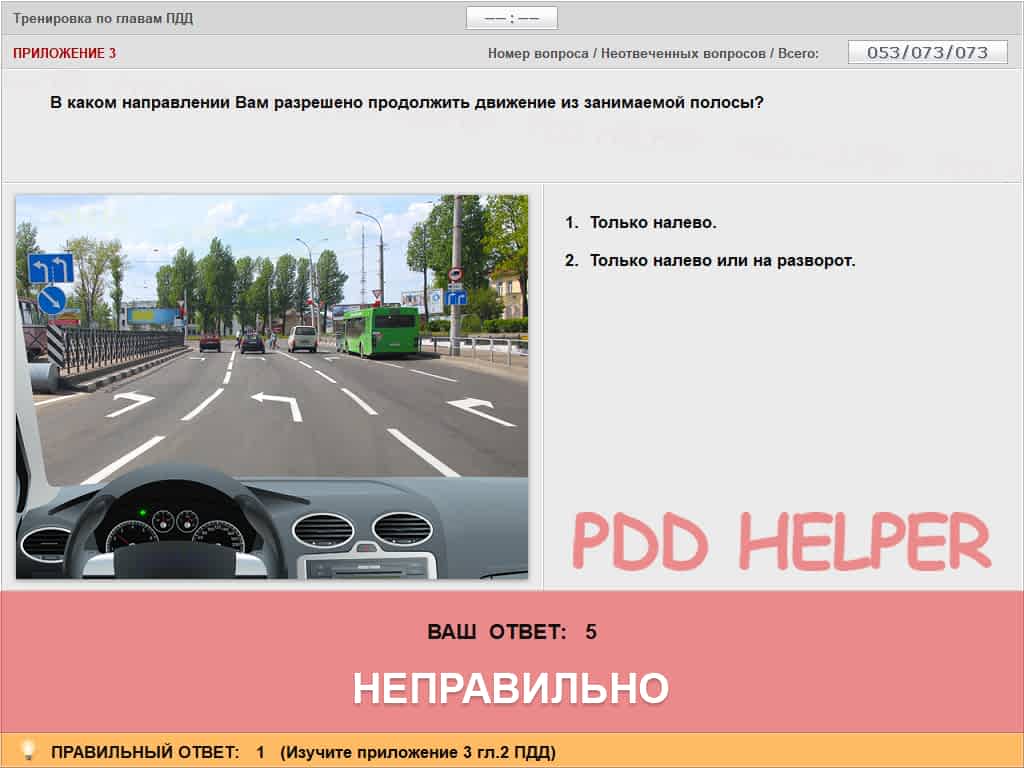 Тренировка по главам ПДД
–– : ––
ПРИЛОЖЕНИЕ 3
Номер вопроса / Неотвеченных вопросов / Всего:
053/073/073
В каком направлении Вам разрешено продолжить движение из занимаемой полосы?
1. Только налево.
2. Только налево или на разворот.
PDD HELPER
ВАШ ОТВЕТ: 5
НЕПРАВИЛЬНО
ПРАВИЛЬНЫЙ ОТВЕТ: 1 (Изучите приложение 3 гл.2 ПДД)